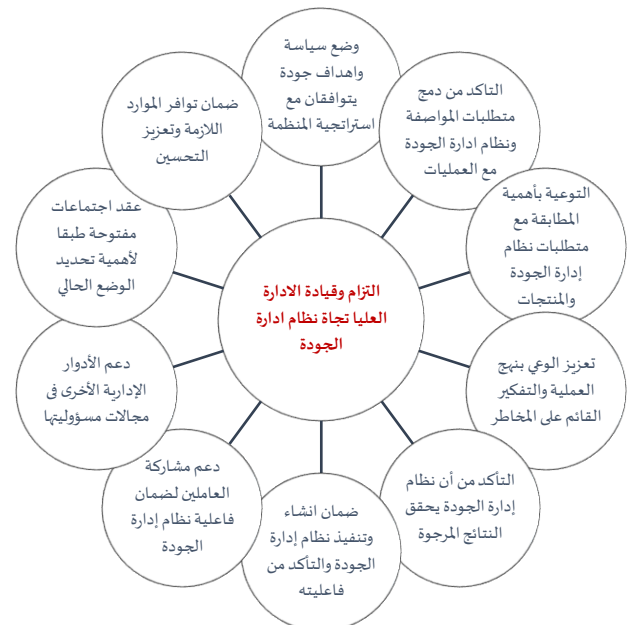 التزام وقيادة الادارة
العليا تجاة نظام ادارة
الجودة
وضع سياسة
واهداف جودة
يتوافقان مع
استراتجية المنظمة
التاكد من دمج
متطلبات المواصفة
ونظام ادارة الجودة
مع العمليات
التوعية بأهمية
المطابقة مع
متطلبات نظام
إدارة الجودة
والمنتجات
تعزيز الوعي بنهج
العملية والتفكير
القائم على المخاطر
التأكد من أن نظام
إدارة الجودة يحقق
النتائج المرجوة
ضمان انشاء
وتنفيذ نظام إدارة
الجودة والتأكد من
فاعليته
دعم مشاركة
العاملين لضمان
فاعلية نظام إدارة
الجودة
دعم الأدوار
الإدارية الأخرى فى
مجالات مسؤوليتها
عقد اجتماعات
مفتوحة طبقا
لأهمية تحديد
الوضع الحالي
ضمان توافر الموارد
اللازمة وتعزيز
التحسين